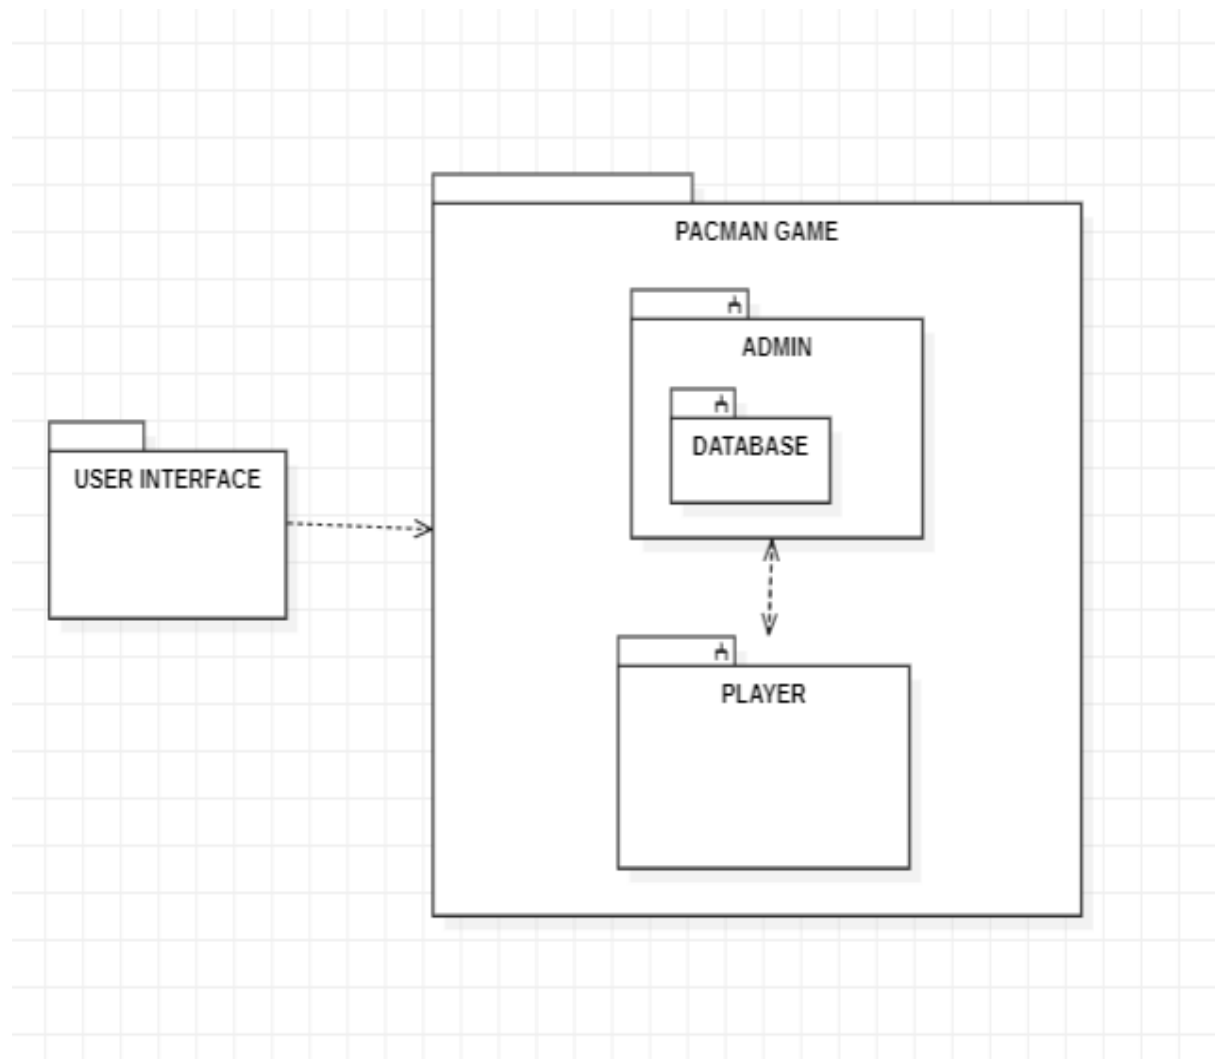 PACMAN GAME
ADMIN
DATABASE
USER INTERFACE
PLAYER